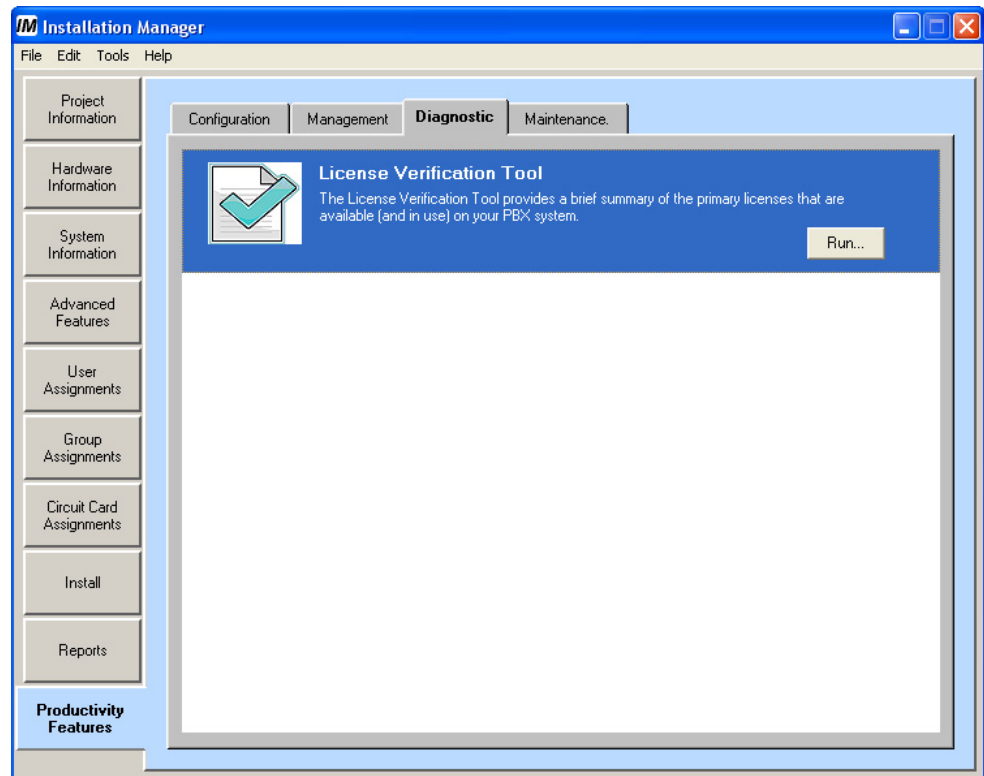 IM Installation Manager
File Edit Tools Help
Project
Information
Hardware
Information
System
Information
Advanced
Features
User
Assignments
Group
Assignments
Circuit Card
Assignments
Install
Reports
Productivity
Features
Configuration Management Diagnostic Maintenance.
License Verification Tool
The License Verification Tool provides a brief summary of the primary licenses that are
available (and in use) on your PBX system.
Run...